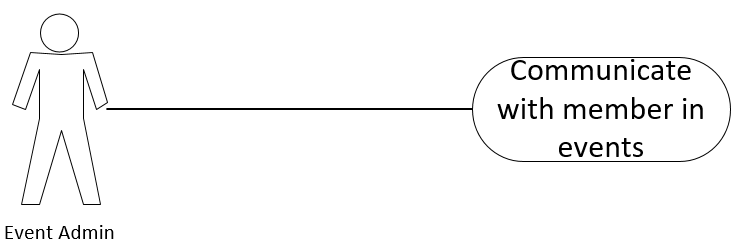 Communicate
with member in
events
Event Admin